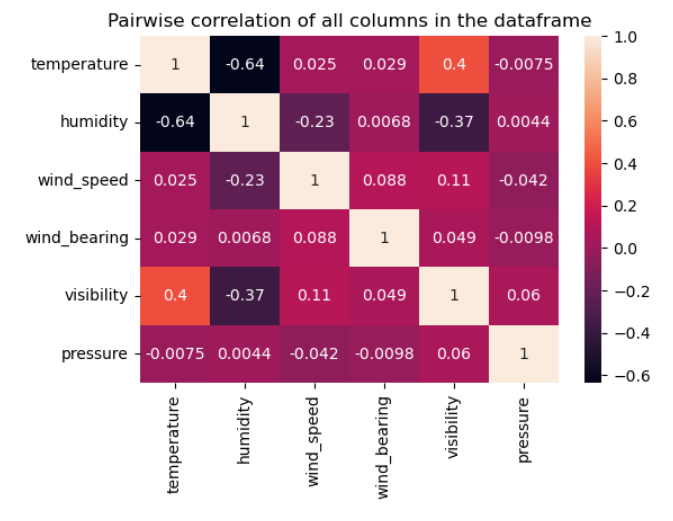 Pairwise correlation of all columns in the dataframe
temperature 1 -0.64 0.025 0.029 0.4 -0.0075
humidity -0.64 1 -0.23 0.0068 -0.37 0.0044
wind_speed 0.025 -0.23 1 0.088 0.11 -0.042
wind_bearing 0.029 0.0068 0.088 1 0.049 -0.0098
visibility 0.4 -0.37 0.11 0.049 1 0.06
pressure -0.0075 0.0044 -0.042 -0.0098 0.06 1
temperature
humidity
wind_speed
wind_bearing
visibility
pressure
1.0
0.8
0.6
0.4
0.2
0.0
−0.2
−0.4
−0.6